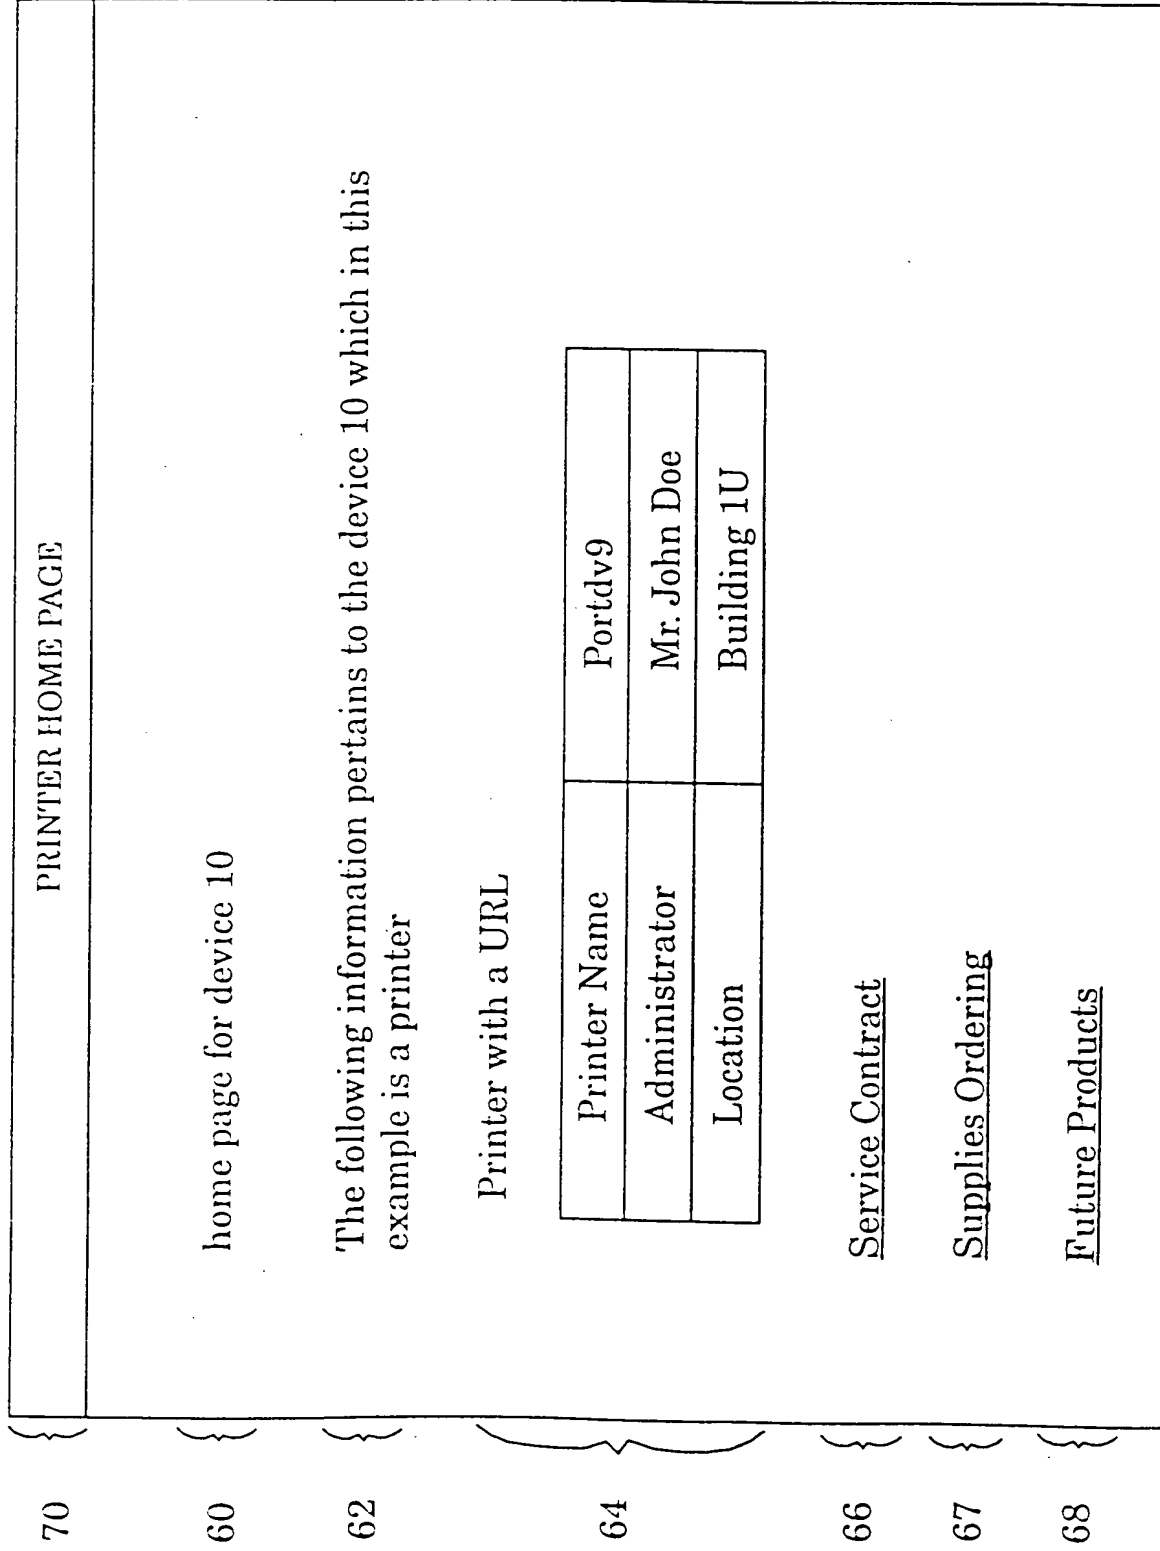 70 PRINTER HOME PAGE
60 home page for device 10
62 The following information pertains to the device 10 which in this
example is a printer
Printer with a URL
64
Printer Name Portdv9
Administrator Mr. John Doe
Location Building 1U
66 Service Contract
67 Supplies Ordering
68 Future Products